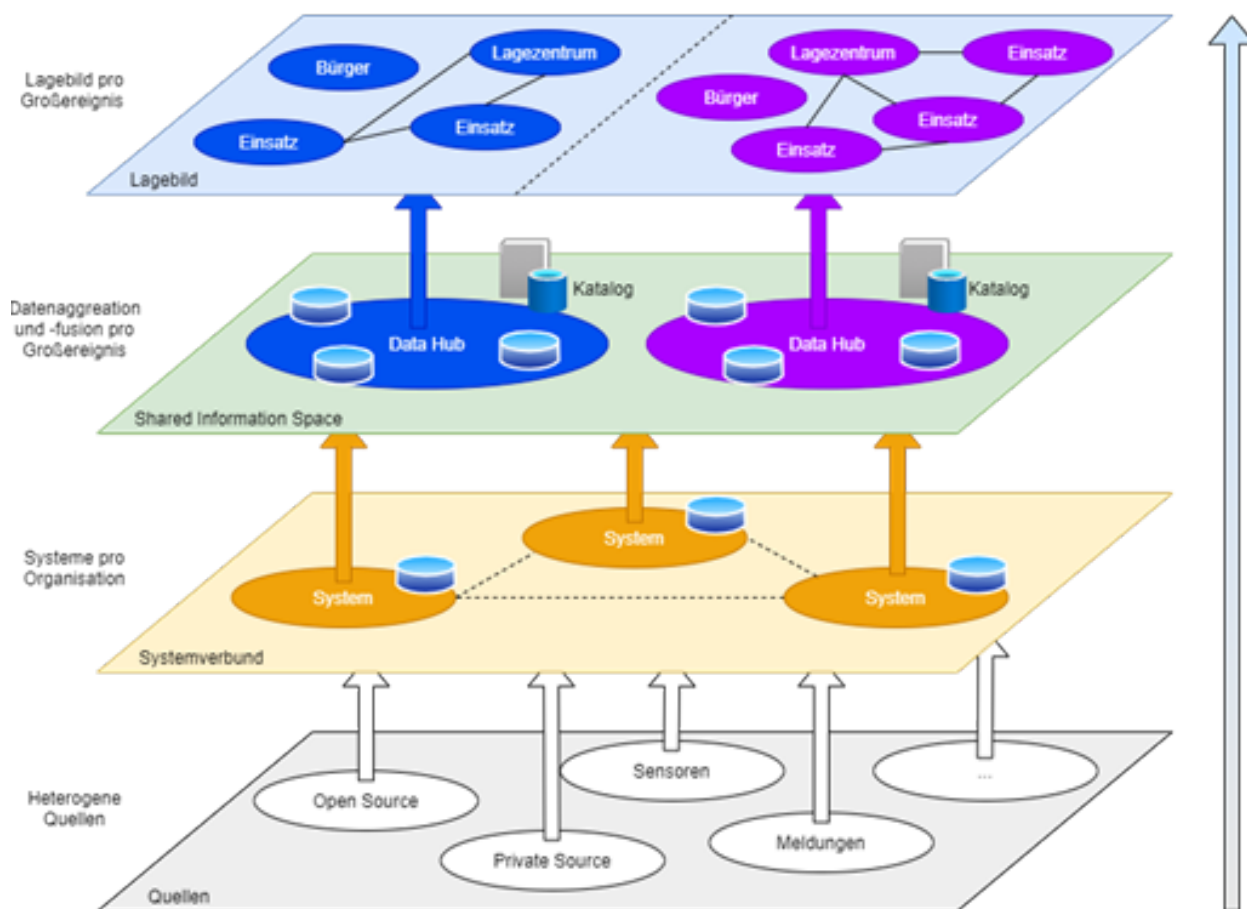 Lagebild pro
Großereignis
Bürger
Lagezentrum
Einsatz
Einsatz
Lagebild
Lagezentrum
Einsatz
Bürger
Einsatz
Einsatz
Datenaggreation
und -fusion pro
Großereignis
Katalog
Data Hub
Katalog
Data Hub
Shared Information Space
Systeme pro
Organisation
System
System
System
Systemverbund
Heterogene
Quellen
Sensoren
...
Open Source
Meldungen
Private Source
Quellen